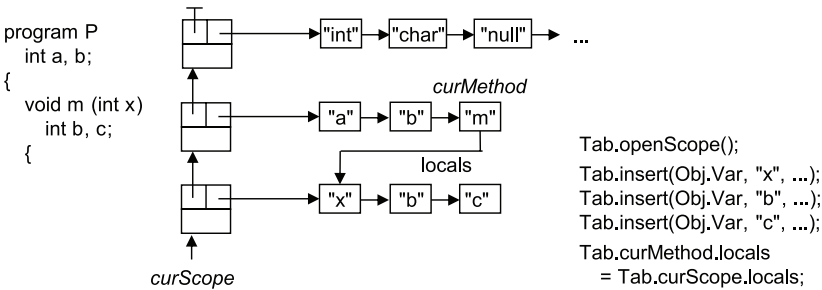 program P
int a, b;
{
void m (int x)
int b, c;
{
"int" "char" "null" ...
curMethod
"a" "b" "m"
locals
"x" "b" "c"
curScope
Tab.openScope();
Tab.insert(Obj.Var, "x", ...);
Tab.insert(Obj.Var, "b", ...);
Tab.insert(Obj.Var, "c", ...);
Tab.curMethod.locals
= Tab.curScope.locals;